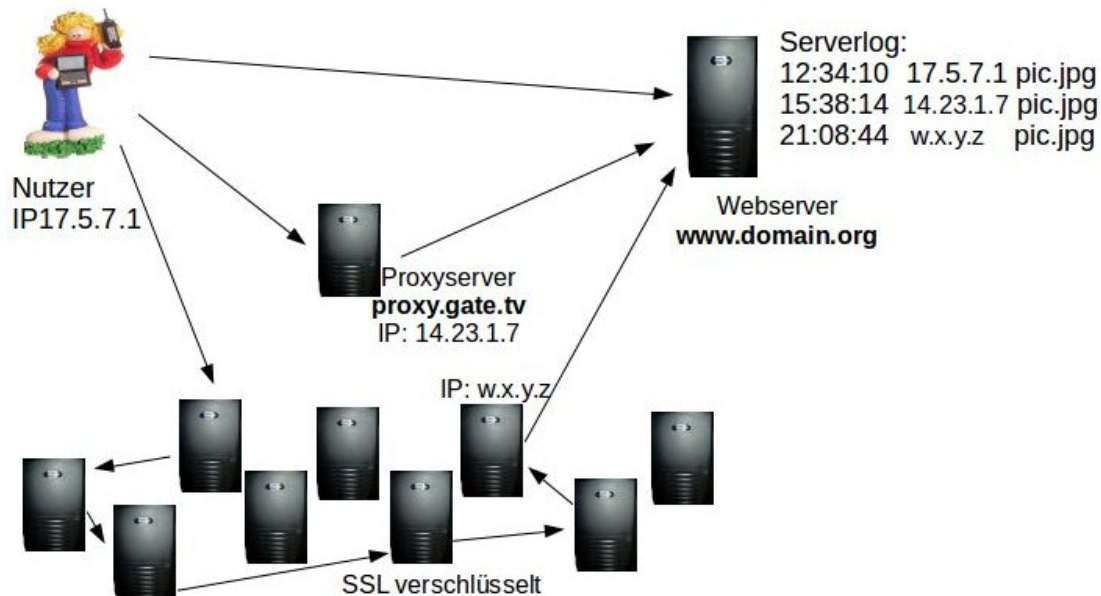 Serverlog:
12:34:10 17.5.7.1 pic.jpg
15:38:14 14.23.1.7 pic.jpg
21:08:44 w.x.y.z pic.jpg
Nutzer
IP17.5.7.1
Webserver
www.domain.org
Proxyserver
proxy.gate.tv
IP: 14.23.1.7
IP: w.x.y.z
SSL verschlüsselt